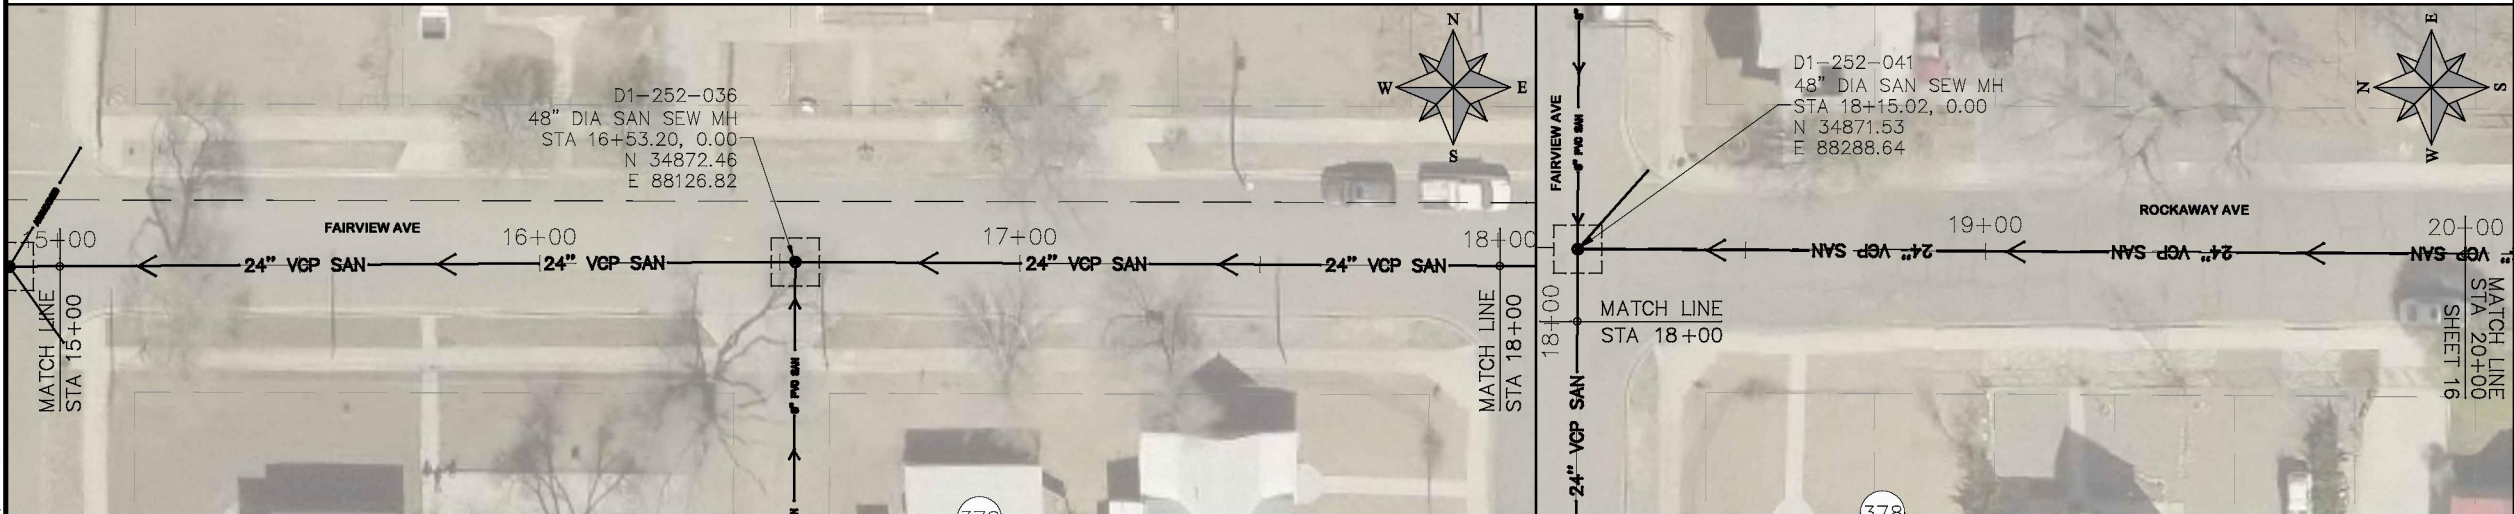 N
W E
S
D1-252-036
48" DIA SAN SEW MH
STA 16+53.20, 0.00
N 34872.46
E 88126.82
FAIRVIEW AVE
15+00
16+00
17+00
18+00
24" VCP SAN
24" VCP SAN
24" VCP SAN
24" VCP SAN
MATCH LINE
STA 15+00
8" PVC SAN
MATCH LINE
STA 18+00
FAIRVIEW AVE
8" PVC SAN
D1-252-041
48" DIA SAN SEW MH
STA 18+15.02, 0.00
N 34871.53
E 88288.64
E
N S
W
ROCKAWAY AVE
19+00
20+00
24" VCP SAN
24" VCP SAN
VCP SAN
18+00
MATCH LINE
STA 18+00
24" VCP SAN
MATCH LINE
STA 20+00
SHEET 16
378